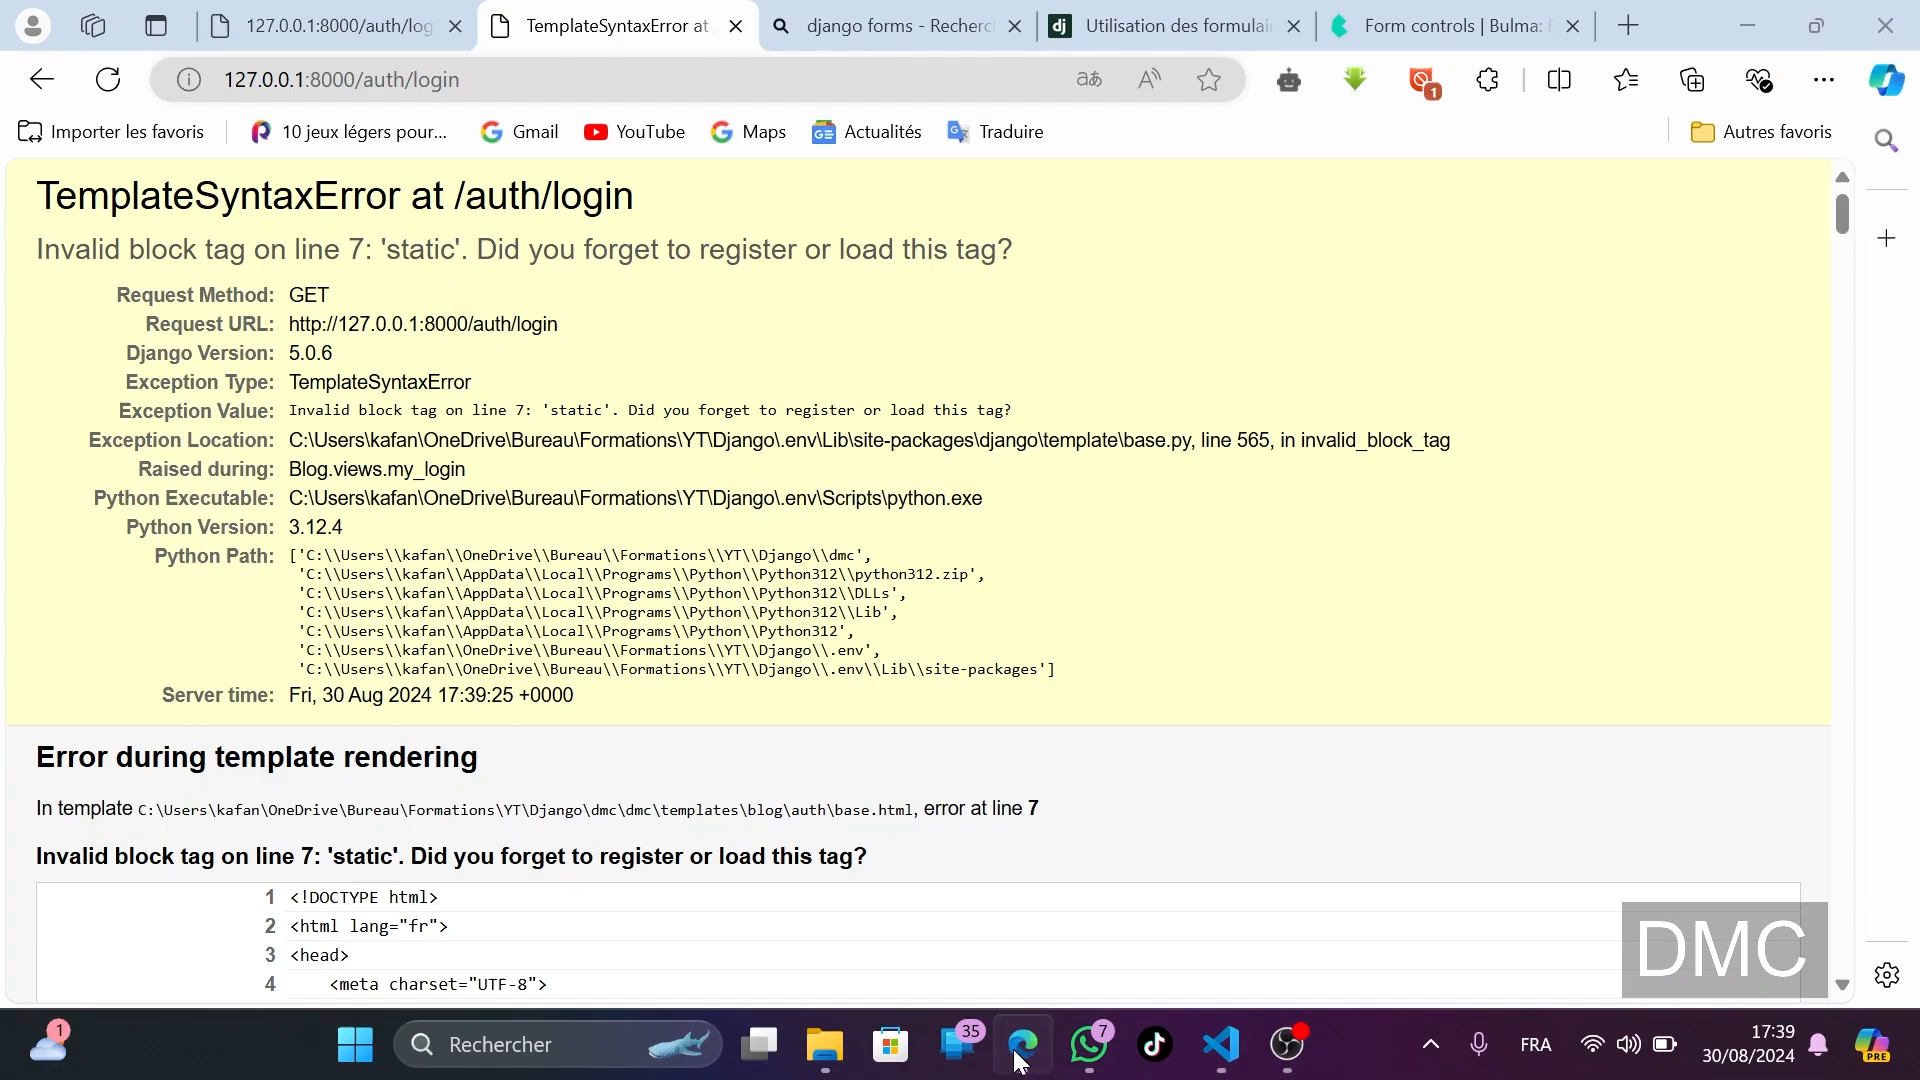 127.0.0.1:8000/auth/log
TemplateSyntaxError at
django forms - Recherc
Utilisation des formulai
Form controls | Bulma:
127.0.0.1:8000/auth/login
1
Importer les favoris
10 jeux légers pour...
Gmail
YouTube
Maps
Actualités
Traduire
Autres favoris
TemplateSyntaxError at /auth/login
Invalid block tag on line 7: 'static'. Did you forget to register or load this tag?
Request Method: GET
Request URL: http://127.0.0.1:8000/auth/login
Django Version: 5.0.6
Exception Type: TemplateSyntaxError
Exception Value: Invalid block tag on line 7: 'static'. Did you forget to register or load this tag?
Exception Location: C:\Users\kafan\OneDrive\Bureau\Formations\YT\Django\.env\Lib\site-packages\django\template\base.py, line 565, in invalid_block_tag
Raised during: Blog.views.my_login
Python Executable: C:\Users\kafan\OneDrive\Bureau\Formations\YT\Django\.env\Scripts\python.exe
Python Version: 3.12.4
Python Path: ['C:\\Users\\kafan\\OneDrive\\Bureau\\Formations\\YT\\Django\\dmc',
'C:\\Users\\kafan\\AppData\\Local\\Programs\\Python\\Python312\\python312.zip',
'C:\\Users\\kafan\\AppData\\Local\\Programs\\Python\\Python312\\DLLs',
'C:\\Users\\kafan\\AppData\\Local\\Programs\\Python\\Python312\\Lib',
'C:\\Users\\kafan\\AppData\\Local\\Programs\\Python\\Python312',
'C:\\Users\\kafan\\OneDrive\\Bureau\\Formations\\YT\\Django\\.env',
'C:\\Users\\kafan\\OneDrive\\Bureau\\Formations\\YT\\Django\\.env\\Lib\\site-packages']
Server time: Fri, 30 Aug 2024 17:39:25 +0000
Error during template rendering
In template C:\Users\kafan\OneDrive\Bureau\Formations\YT\Django\dmc\dmc\templates\blog\auth\base.html, error at line 7
Invalid block tag on line 7: 'static'. Did you forget to register or load this tag?
1 <!DOCTYPE html>
2 <html lang="fr">
3 <head>
4 <meta charset="UTF-8">
DMC
1
Rechercher
35
7
FRA
17:39
30/08/2024
PRE